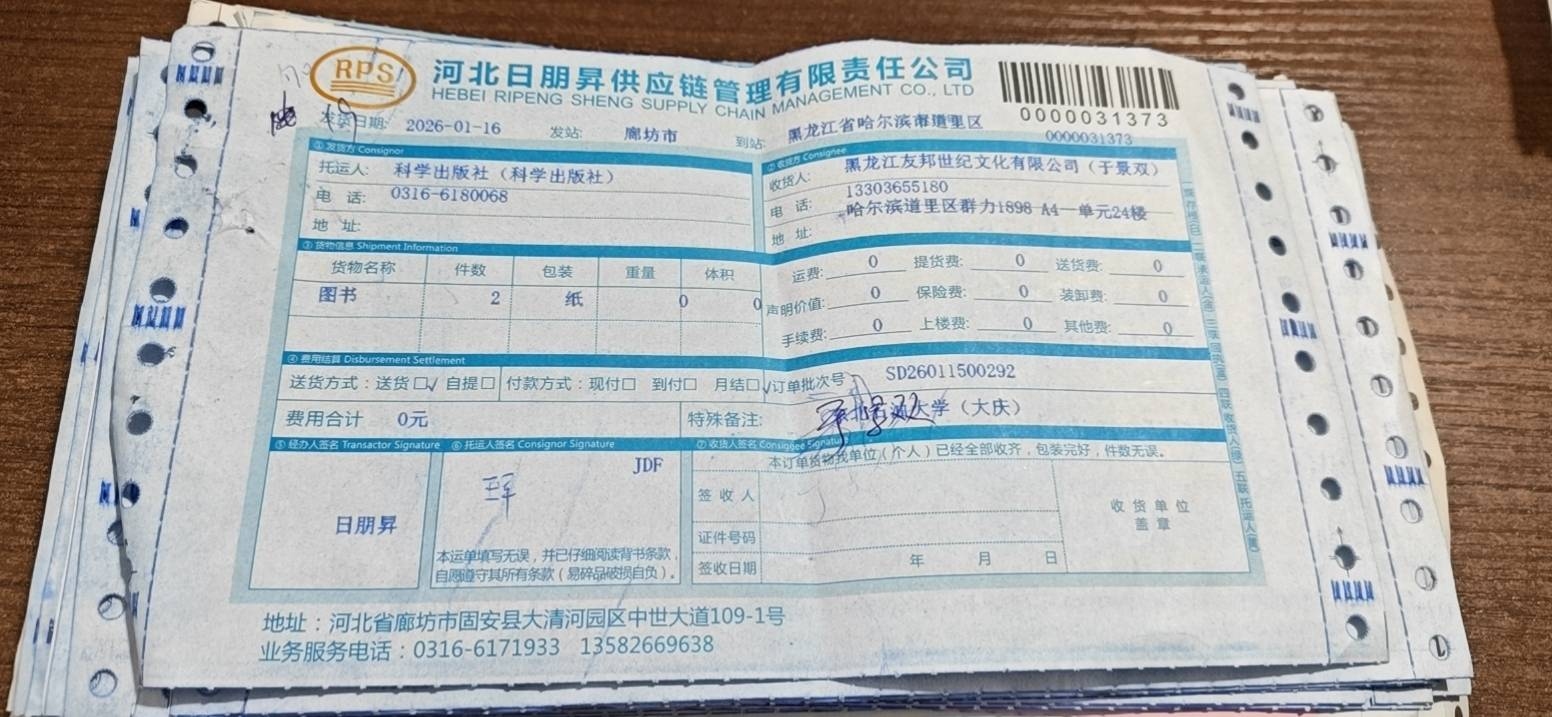 RPS
河北日朋昇供应链管理有限责任公司
HEBEI RIPENG SHENG SUPPLY CHAIN MANAGEMENT CO., LTD
0000031373
0000031373
发货日期: 2026-01-16 发站: 廊坊市 到站: 黑龙江省哈尔滨市道里区
① 发货方 Consignor
托运人: 科学出版社（科学出版社）
电 话: 0316-6180068
地 址:
② 收货方 Consignee
收货人: 黑龙江友邦世纪文化有限公司（于景双）
电 话: 13303655180
地 址: 哈尔滨道里区群力1898 A4一单元24楼
③ 货物信息 Shipment Information
货物名称 件数 包装 重量 体积
图书 2 纸 0 0
运费: 0 提货费: 0 送货费: 0
声明价值: 0 保险费: 0 装卸费: 0
手续费: 0 上楼费: 0 其他费: 0
④ 费用结算 Disbursement Settlement
送货方式：送货□√ 自提□ 付款方式：现付□ 到付□ 月结□√ 订单批次号 SD26011500292
费用合计 0元 特殊备注: 大学（大庆）
⑤ 经办人签名 Transactor Signature
日朋昇
⑥ 托运人签名 Consignor Signature
JDF
本运单填写无误，并已仔细阅读背书条款，
自愿遵守其所有条款（易碎品破损自负）。
⑦ 收货人签名 Consignee Signature
本订单货物我单位（个人）已经全部收齐，包装完好，件数无误。
签 收 人
证件号码
签收日期 年 月 日
收 货 单 位
盖 章
地址：河北省廊坊市固安县大清河园区中世大道109-1号
业务服务电话：0316-6171933 13582669638